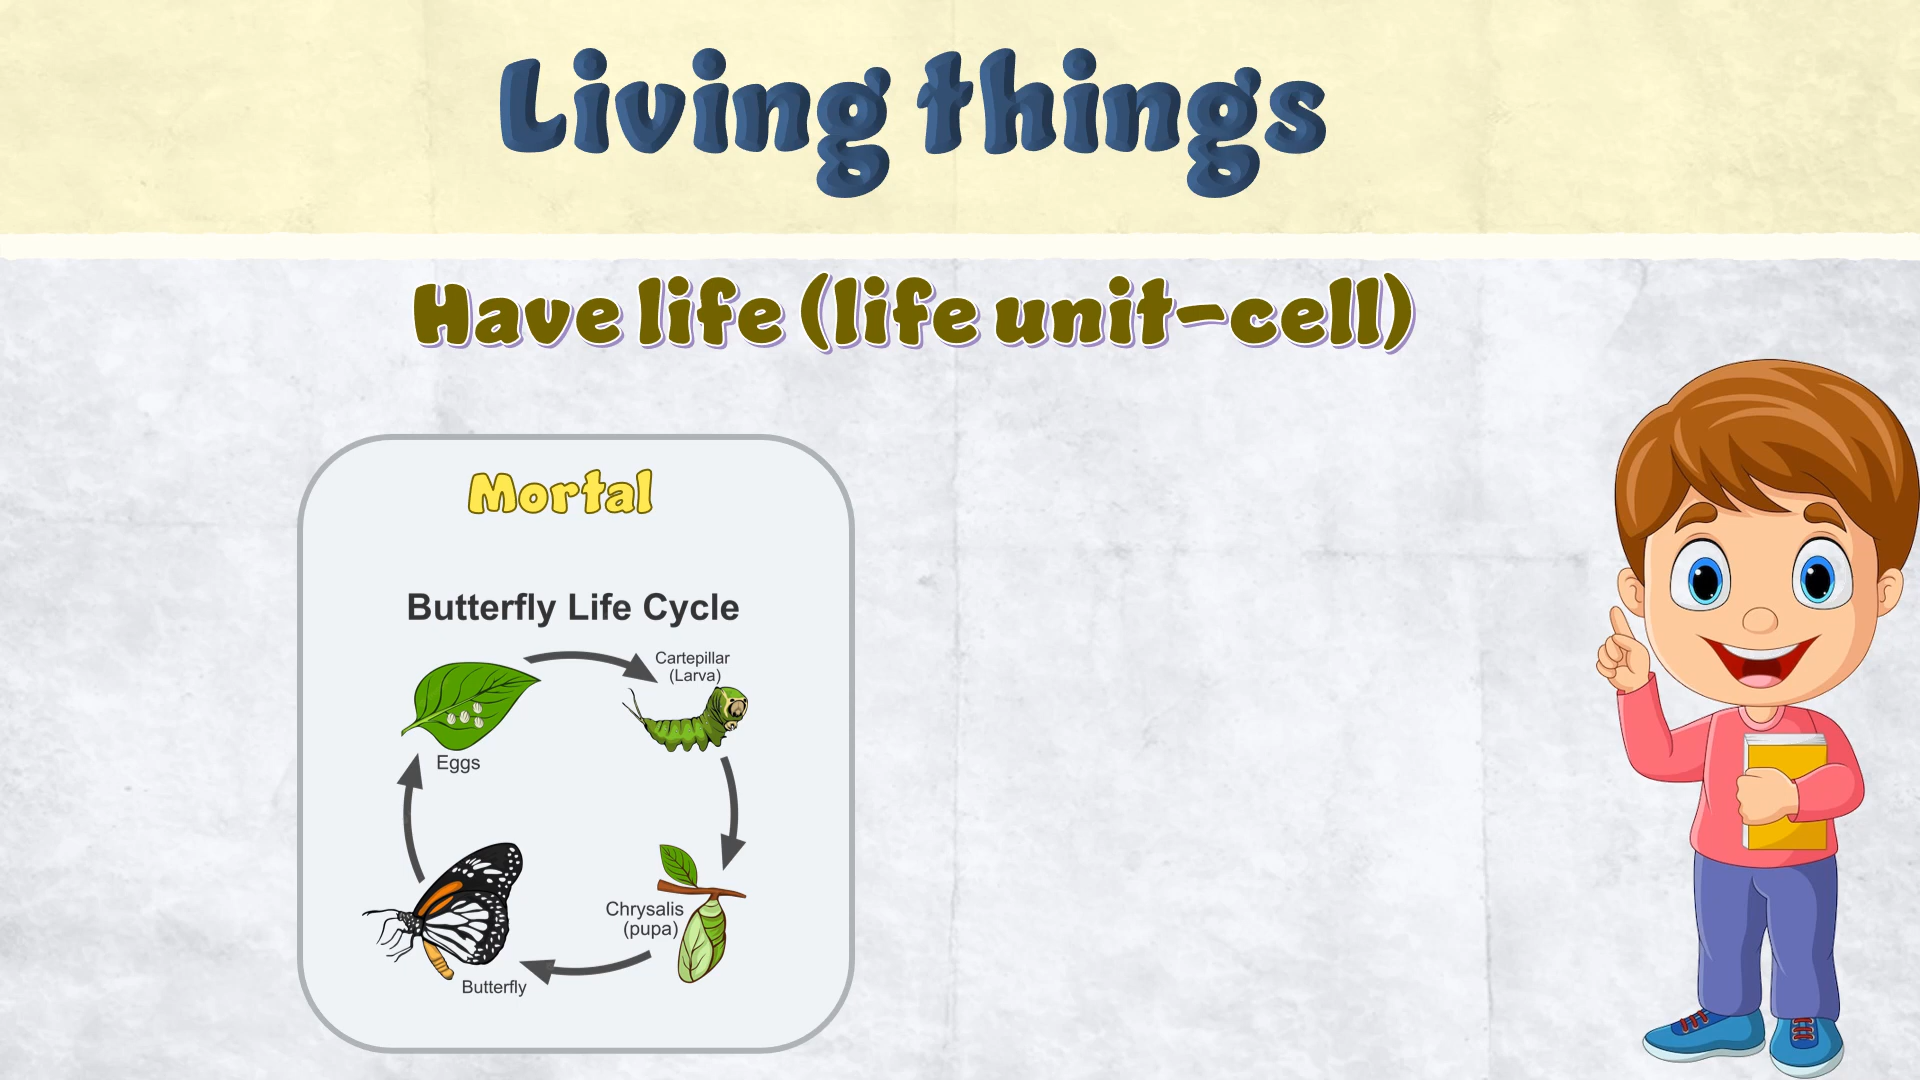 Living things
Have life (life unit-cell)
Mortal
Butterfly Life Cycle
Cartepillar
(Larva)
Eggs
Chrysalis
(pupa)
Butterfly